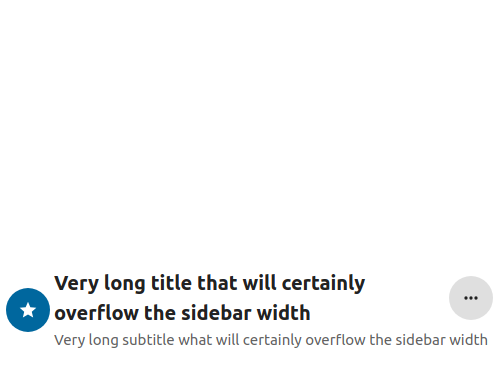 Very long title that will certainly
overflow the sidebar width
Very long subtitle what will certainly overflow the sidebar width